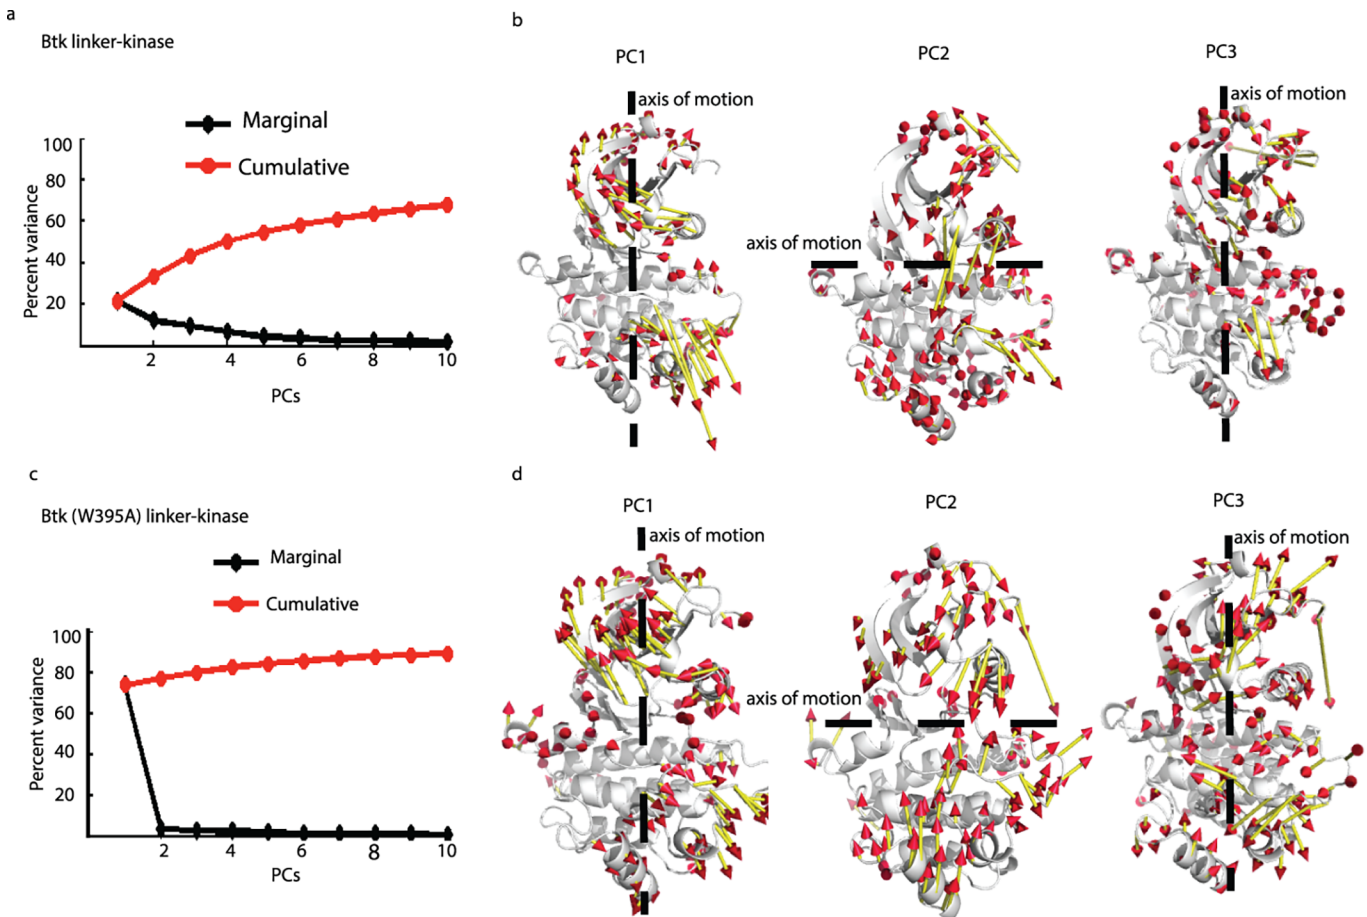 a
Btk linker-kinase
Marginal
Cumulative
100
80
60
40
20
Percent variance
2
4
6
8
10
PCs
b
PC1
axis of motion
PC2
axis of motion
PC3
axis of motion
c
Btk (W395A) linker-kinase
Marginal
Cumulative
100
80
60
40
20
Percent variance
2
4
6
8
10
PCs
d
PC1
axis of motion
PC2
axis of motion
PC3
axis of motion